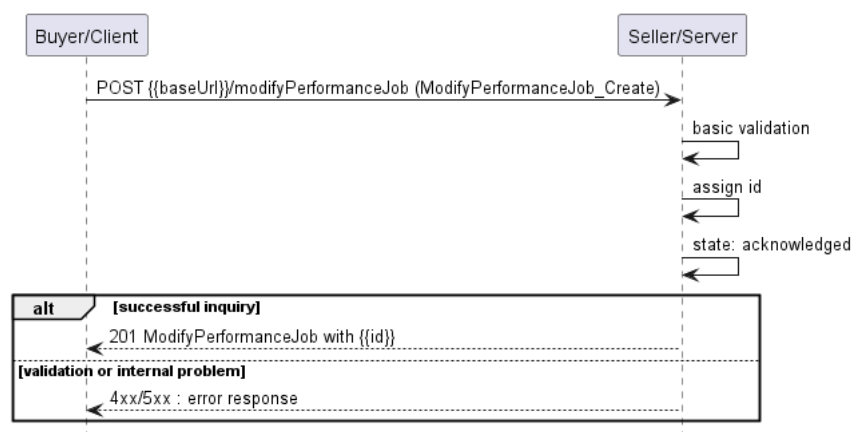 Buyer/Client
Seller/Server
POST {{baseUrl}}/modifyPerformanceJob (ModifyPerformanceJob_Create)
basic validation
assign id
state: acknowledged
alt [successful inquiry]
201 ModifyPerformanceJob with {{id}}
[validation or internal problem]
4xx/5xx : error response